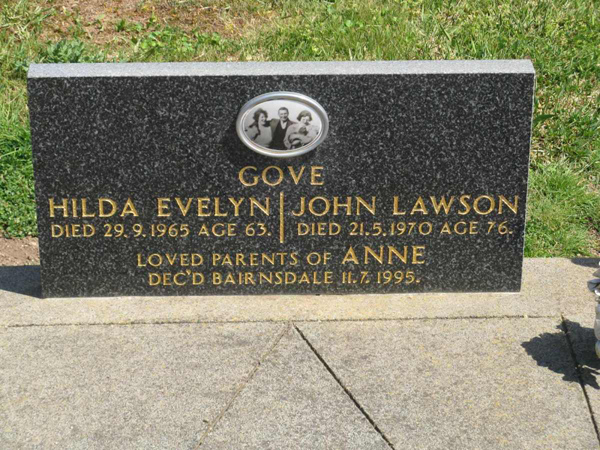 GOVE
HILDA EVELYN | JOHN LAWSON
DIED 29.9.1965 AGE 63. | DIED 21.5.1970 AGE 76.
LOVED PARENTS OF ANNE
DEC'D BAIRNSDALE 11.7.1995.